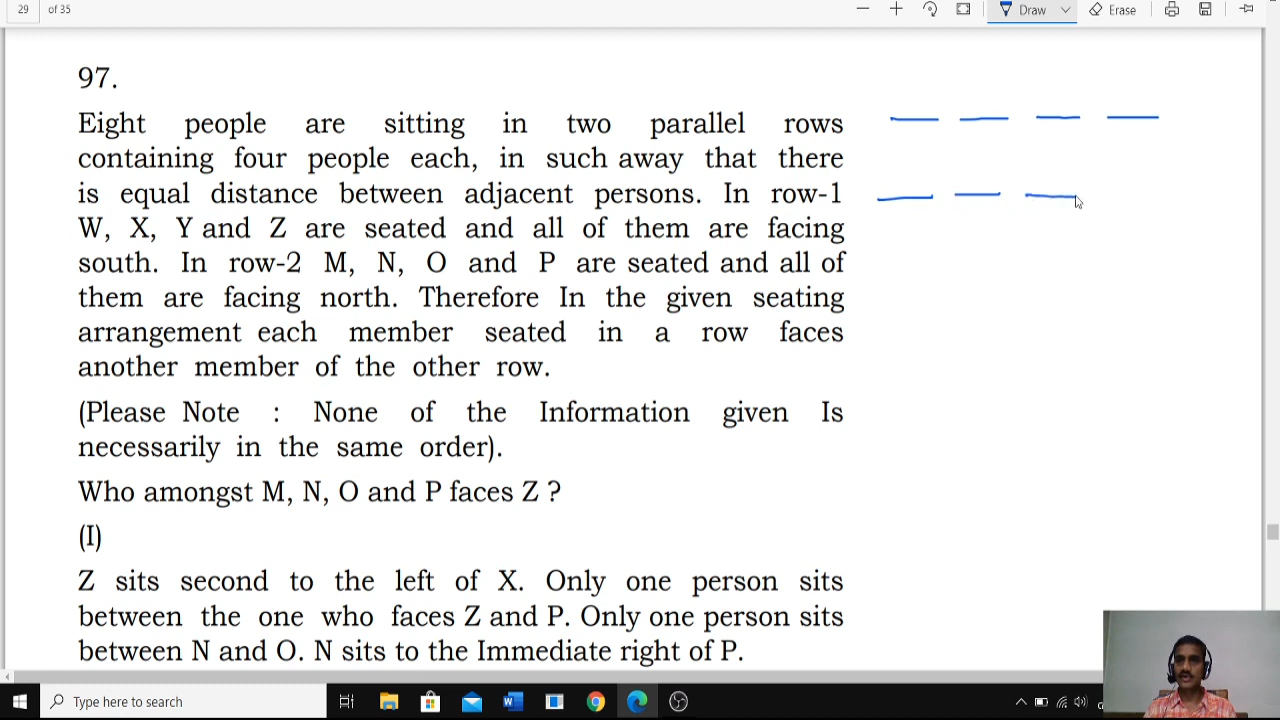 29 of 35
Draw
Erase
97.
Eight people are sitting in two parallel rows
containing four people each, in such away that there
is equal distance between adjacent persons. In row-1
W, X, Y and Z are seated and all of them are facing
south. In row-2 M, N, O and P are seated and all of
them are facing north. Therefore In the given seating
arrangement each member seated in a row faces
another member of the other row.
(Please Note : None of the Information given Is
necessarily in the same order).
Who amongst M, N, O and P faces Z ?
(I)
Z sits second to the left of X. Only one person sits
between the one who faces Z and P. Only one person sits
between N and O. N sits to the Immediate right of P.
Type here to search